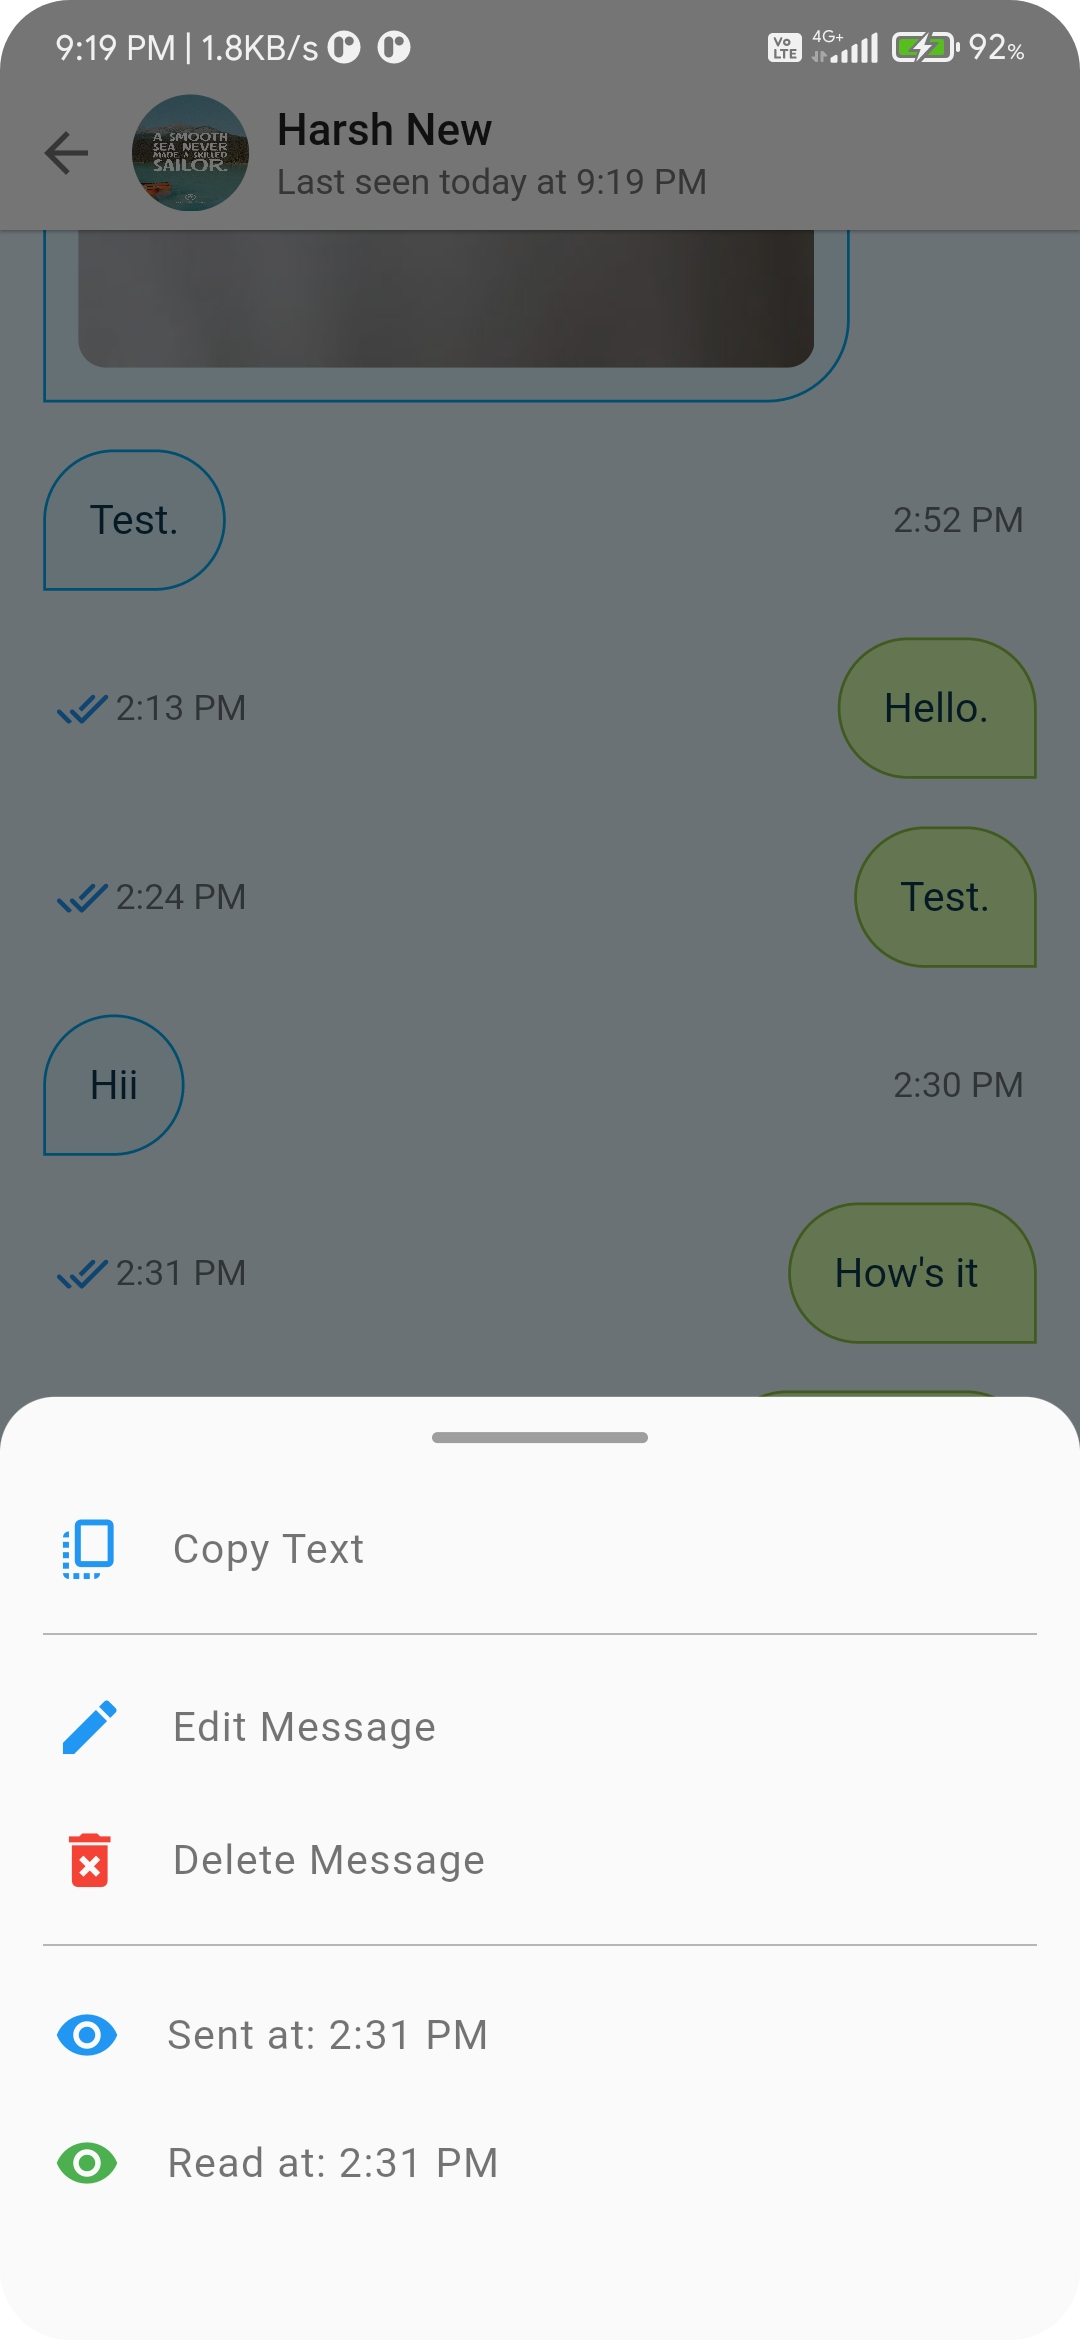 9:19 PM | 1.8KB/s
Vo LTE 4G+ 92%
A SMOOTH
SEA NEVER
MADE A SKILLED
SAILOR.
Harsh New
Last seen today at 9:19 PM
Test.
2:52 PM
2:13 PM
Hello.
2:24 PM
Test.
Hii
2:30 PM
2:31 PM
How's it
Copy Text
Edit Message
Delete Message
Sent at: 2:31 PM
Read at: 2:31 PM